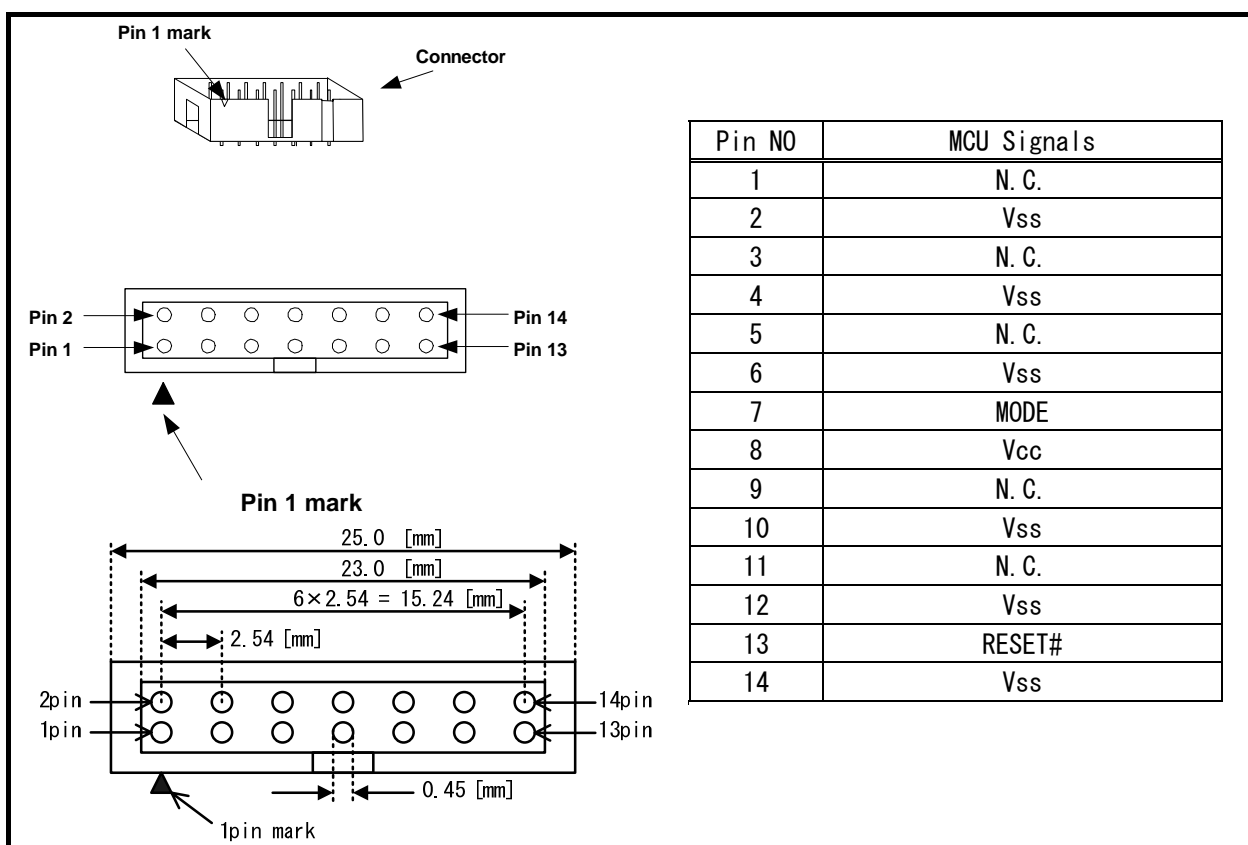 Pin 1 mark
Connector
Pin 2
Pin 14
Pin 1
Pin 13
Pin 1 mark
25.0 [mm]
23.0 [mm]
6×2.54 = 15.24 [mm]
2.54 [mm]
2pin
14pin
1pin
13pin
0.45 [mm]
1pin mark
Pin NO MCU Signals
1 N.C.
2 Vss
3 N.C.
4 Vss
5 N.C.
6 Vss
7 MODE
8 Vcc
9 N.C.
10 Vss
11 N.C.
12 Vss
13 RESET#
14 Vss